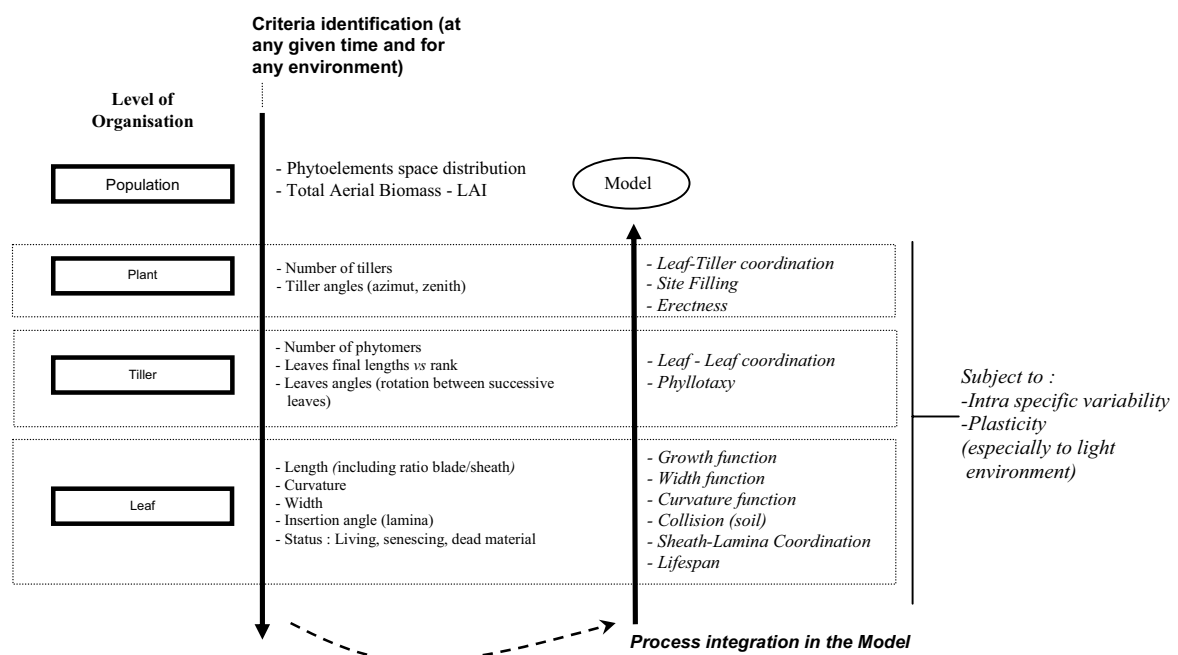 Criteria identification (at
any given time and for
any environment)
Level of
Organisation
Population
- Phytoelements space distribution
- Total Aerial Biomass - LAI
Model
Plant
- Number of tillers
- Tiller angles (azimut, zenith)
- Leaf-Tiller coordination
- Site Filling
- Erectness
Tiller
- Number of phytomers
- Leaves final lengths vs rank
- Leaves angles (rotation between successive
leaves)
- Leaf - Leaf coordination
- Phyllotaxy
Leaf
- Length (including ratio blade/sheath)
- Curvature
- Width
- Insertion angle (lamina)
- Status : Living, senescing, dead material
- Growth function
- Width function
- Curvature function
- Collision (soil)
- Sheath-Lamina Coordination
- Lifespan
Subject to :
-Intra specific variability
-Plasticity
(especially to light
environment)
Process integration in the Model